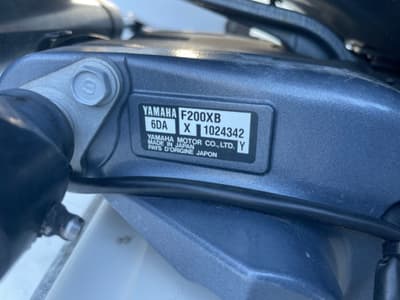 YAMAHA F200XB
6DA X 1024342
YAMAHA MOTOR CO., LTD. Y
MADE IN JAPAN
PAYS D'ORIGINE JAPON